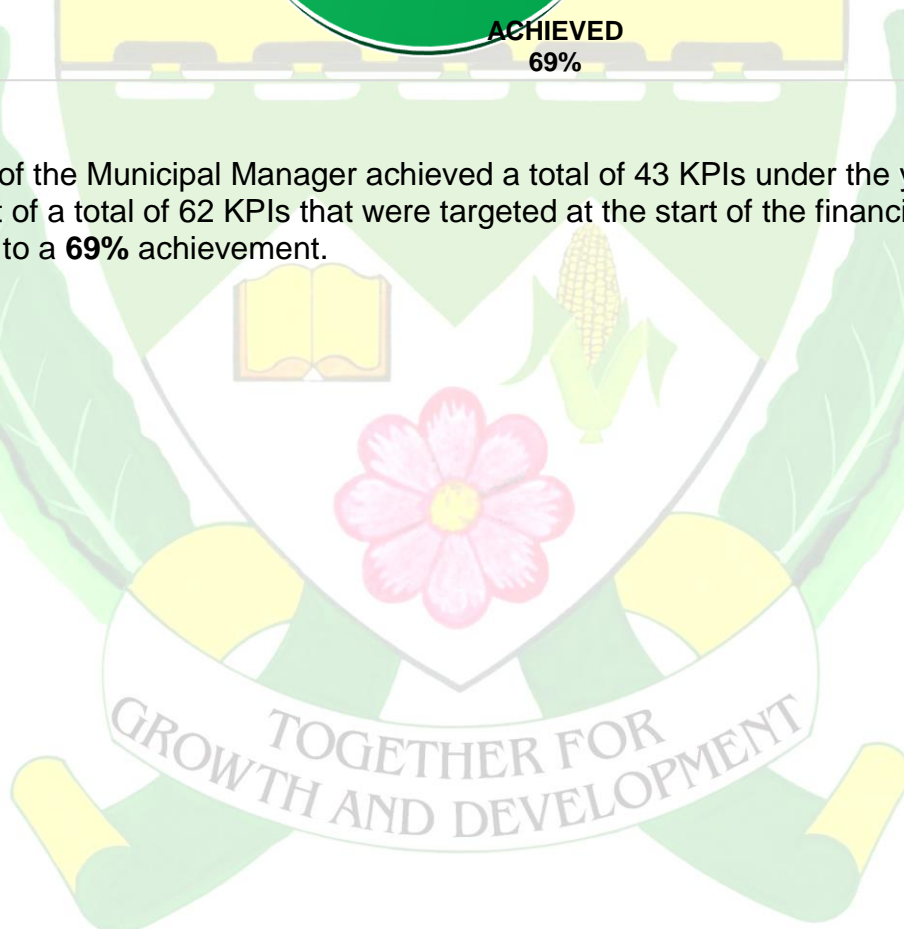 ACHIEVED
69%
of the Municipal Manager achieved a total of 43 KPIs under the
of a total of 62 KPIs that were targeted at the start of the
to a 69% achievement.
TOGETHER FOR
GROWTH AND DEVELOPMENT